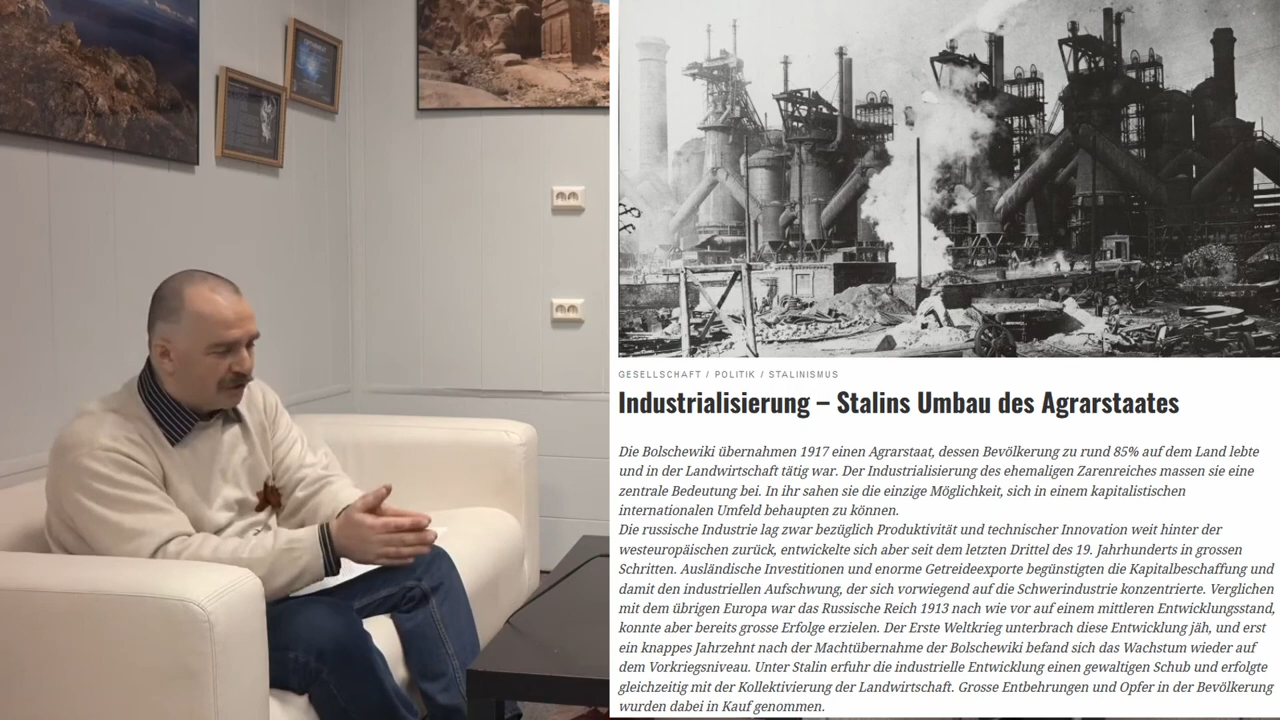 GESELLSCHAFT / POLITIK / STALINISMUS
Industrialisierung – Stalins Umbau des Agrarstaates
Die Bolschewiki übernahmen 1917 einen Agrarstaat, dessen Bevölkerung zu rund 85% auf dem Land lebte
und in der Landwirtschaft tätig war. Der Industrialisierung des ehemaligen Zarenreiches massen sie eine
zentrale Bedeutung bei. In ihr sahen sie die einzige Möglichkeit, sich in einem kapitalistischen
internationalen Umfeld behaupten zu können.
Die russische Industrie lag zwar bezüglich Produktivität und technischer Innovation weit hinter der
westeuropäischen zurück, entwickelte sich aber seit dem letzten Drittel des 19. Jahrhunderts in grossen
Schritten. Ausländische Investitionen und enorme Getreideexporte begünstigten die Kapitalbeschaffung und
damit den industriellen Aufschwung, der sich vorwiegend auf die Schwerindustrie konzentrierte. Verglichen
mit dem übrigen Europa war das Russische Reich 1913 nach wie vor auf einem mittleren Entwicklungsstand,
konnte aber bereits grosse Erfolge erzielen. Der Erste Weltkrieg unterbrach diese Entwicklung jäh, und erst
ein knappes Jahrzehnt nach der Machtübernahme der Bolschewiki befand sich das Wachstum wieder auf
dem Vorkriegsniveau. Unter Stalin erfuhr die industrielle Entwicklung einen gewaltigen Schub und erfolgte
gleichzeitig mit der Kollektivierung der Landwirtschaft. Grosse Entbehrungen und Opfer in der Bevölkerung
wurden dabei in Kauf genommen.